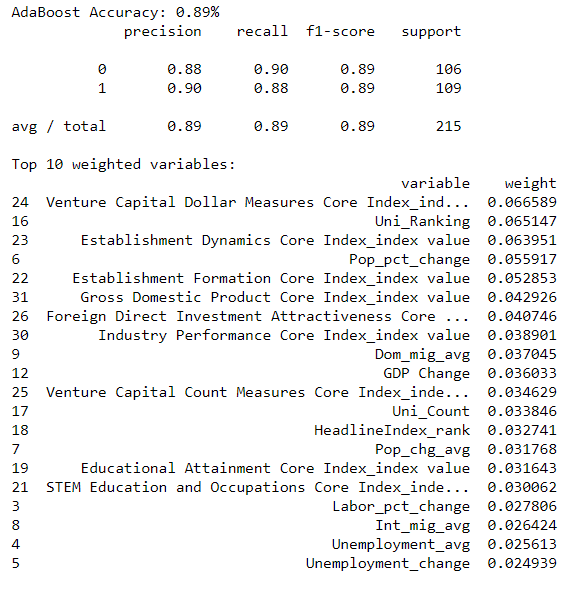 AdaBoost Accuracy: 0.89%
precision recall f1-score support
0 0.88 0.90 0.89 106
1 0.90 0.88 0.89 109
avg / total 0.89 0.89 0.89 215
Top 10 weighted variables:
variable weight
24 Venture Capital Dollar Measures Core Index_ind... 0.066589
16 Uni_Ranking 0.065147
23 Establishment Dynamics Core Index_index value 0.063951
6 Pop_pct_change 0.055917
22 Establishment Formation Core Index_index value 0.052853
31 Gross Domestic Product Core Index_index value 0.042926
26 Foreign Direct Investment Attractiveness Core ... 0.040746
30 Industry Performance Core Index_index value 0.038901
9 Dom_mig_avg 0.037045
12 GDP Change 0.036033
25 Venture Capital Count Measures Core Index_inde... 0.034629
17 Uni_Count 0.033846
18 HeadlineIndex_rank 0.032741
7 Pop_chg_avg 0.031768
19 Educational Attainment Core Index_index value 0.031643
21 STEM Education and Occupations Core Index_inde... 0.030062
3 Labor_pct_change 0.027806
8 Int_mig_avg 0.026424
4 Unemployment_avg 0.025613
5 Unemployment_change 0.024939